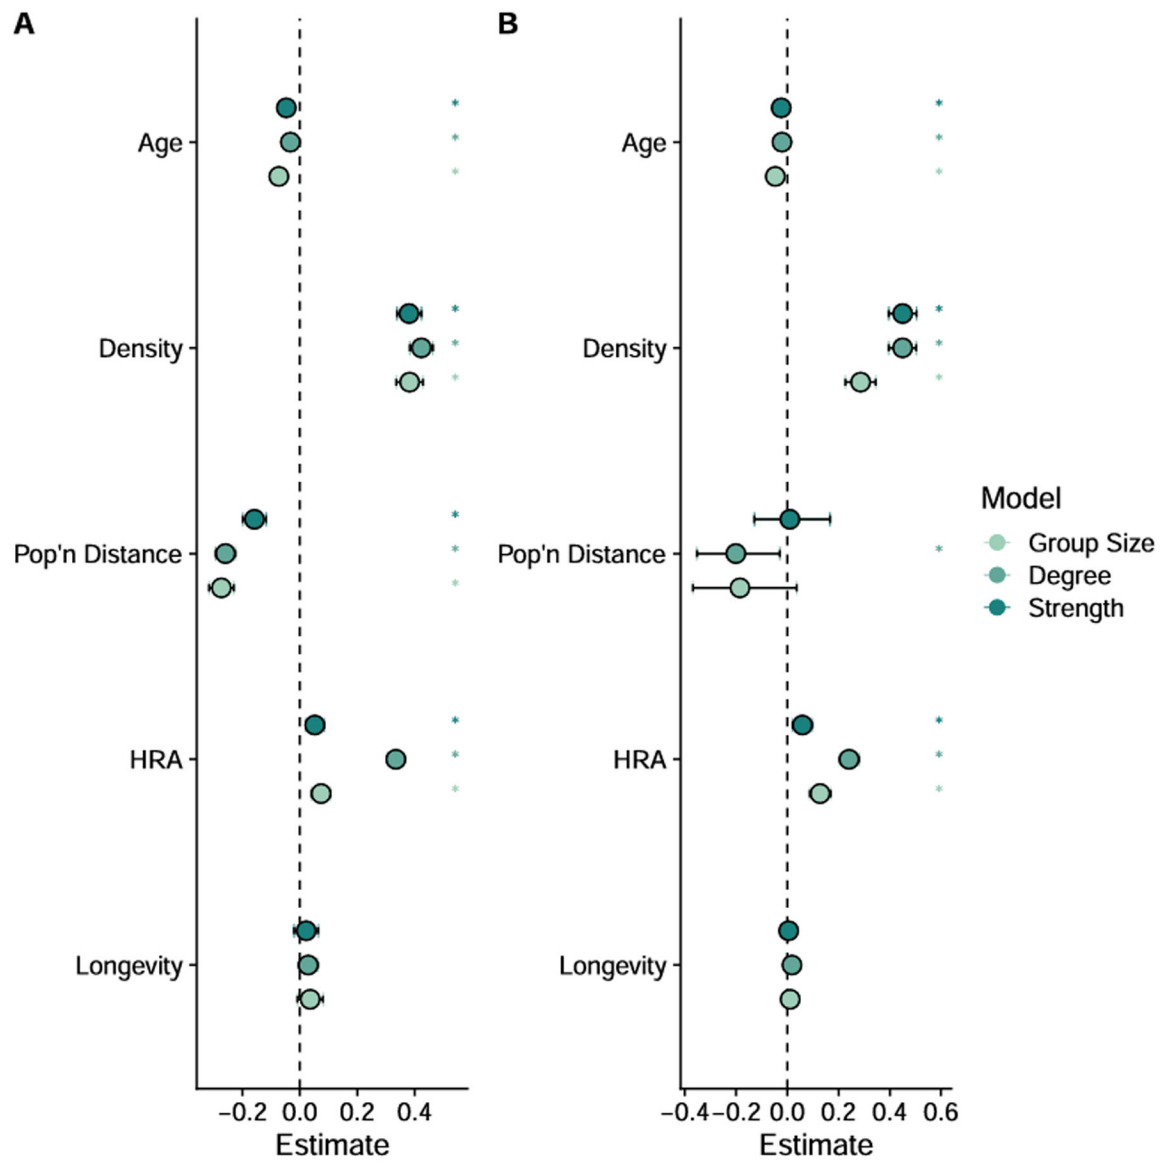 A
Age
Density
Pop'n Distance
HRA
Longevity
* * *
* * *
* * *
* * *
−0.2 0.0 0.2 0.4
Estimate
B
Age
Density
Pop'n Distance
HRA
Longevity
* * *
* * *
*
* * *
−0.4 −0.2 0.0 0.2 0.4 0.6
Estimate
Model
Group Size
Degree
Strength